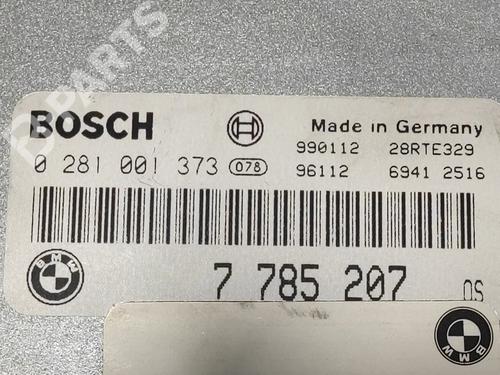 B-PARTS
BOSCH
Made in Germany
0 281 001 373 078
990112 28RTE329
96112 6941 2516
BMW
7 785 207 OS
BMW